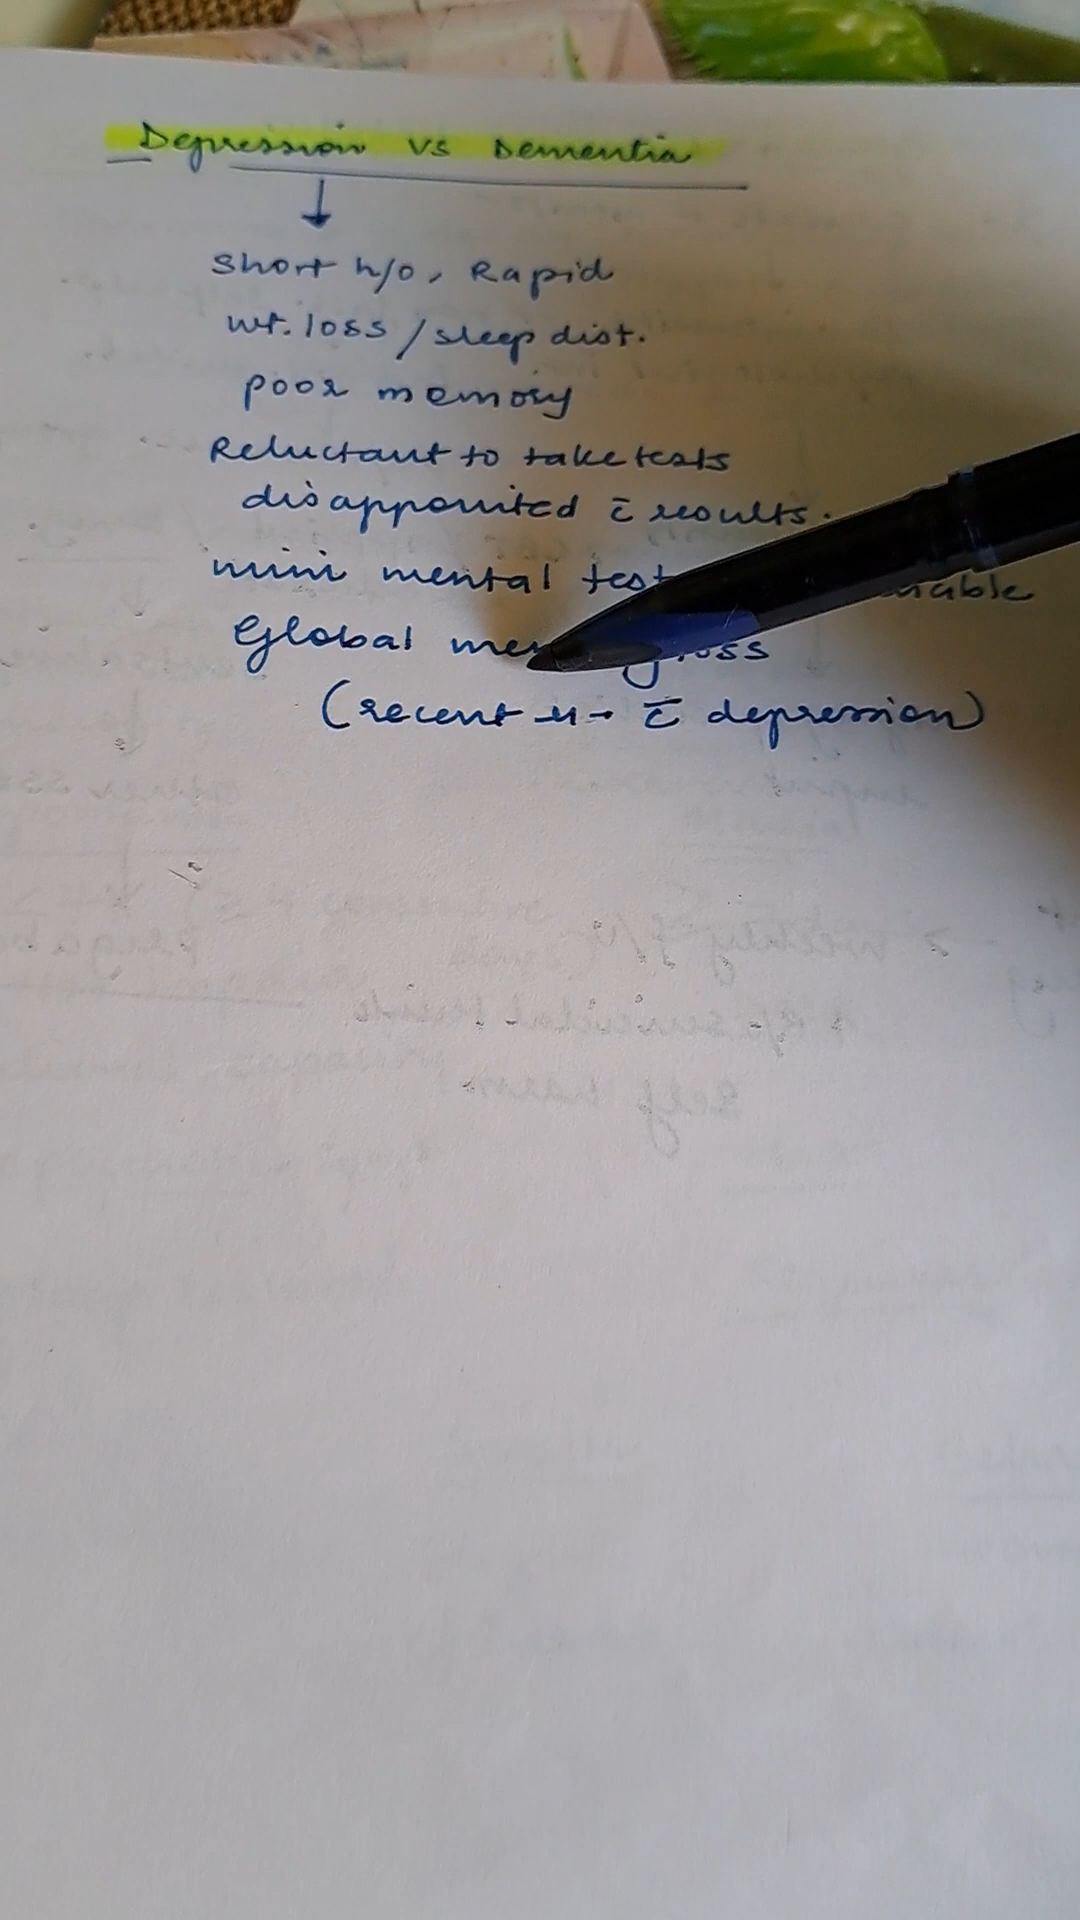 Depression vs Dementia
↓
Short h/o, Rapid
wt. loss / sleep dist.
poor memory
Reluctant to take tests
disappointed c̄ results.
mini mental test
Global loss
(recent c̄ depression)